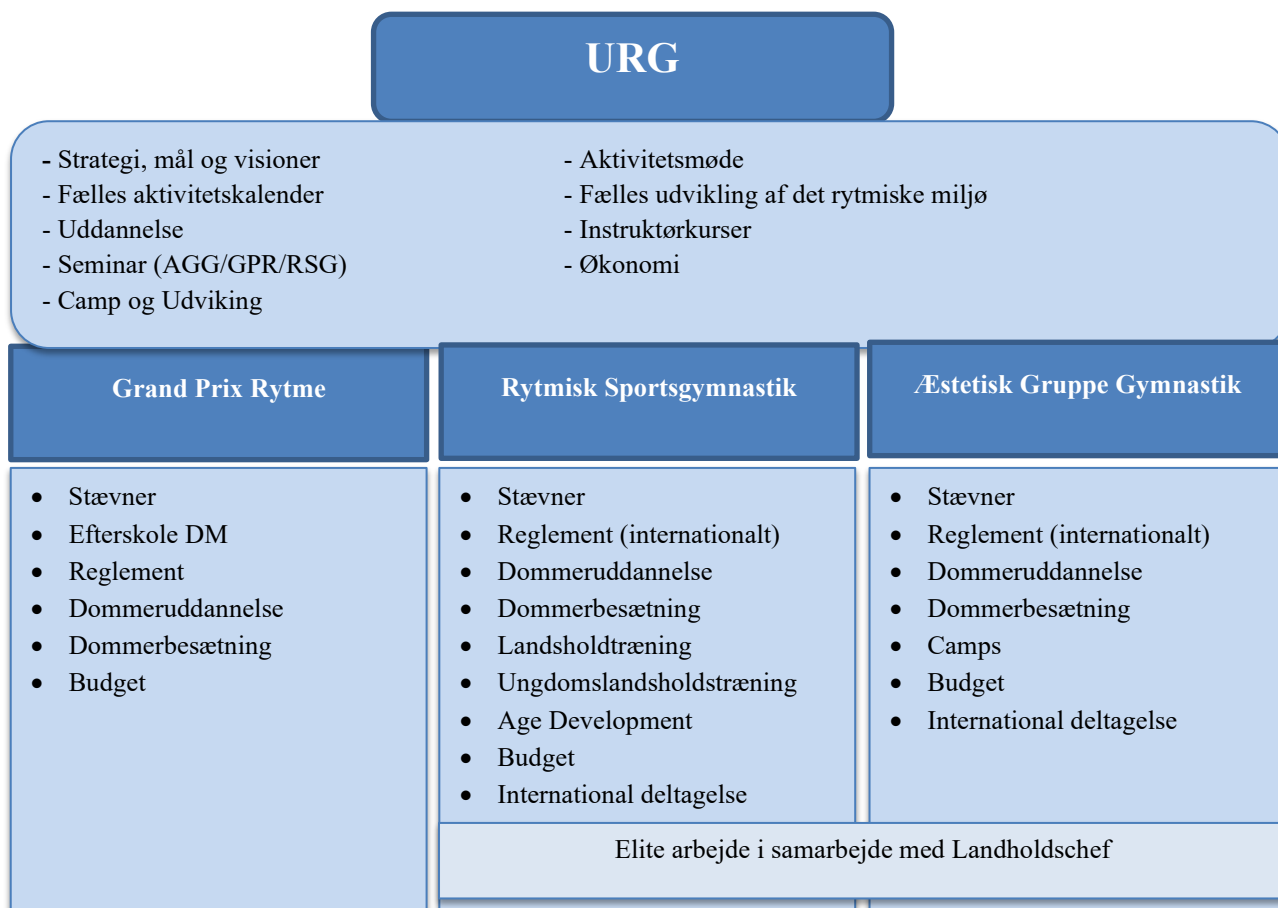 URG
- Strategi, mål og visioner
- Fælles aktivitetskalender
- Uddannelse
- Seminar (AGG/GPR/RSG)
- Camp og Udviking
- Aktivitetsmøde
- Fælles udvikling af det rytmiske miljø
- Instruktørkurser
- Økonomi
Grand Prix Rytme
• Stævner
• Efterskole DM
• Reglement
• Dommeruddannelse
• Dommerbesætning
• Budget
Rytmisk Sportsgymnastik
• Stævner
• Reglement (internationalt)
• Dommeruddannelse
• Dommerbesætning
• Landsholdtræning
• Ungdomslandsholdstræning
• Age Development
• Budget
• International deltagelse
Æstetisk Gruppe Gymnastik
• Stævner
• Reglement (internationalt)
• Dommeruddannelse
• Dommerbesætning
• Camps
• Budget
• International deltagelse
Elite arbejde i samarbejde med Landholdschef